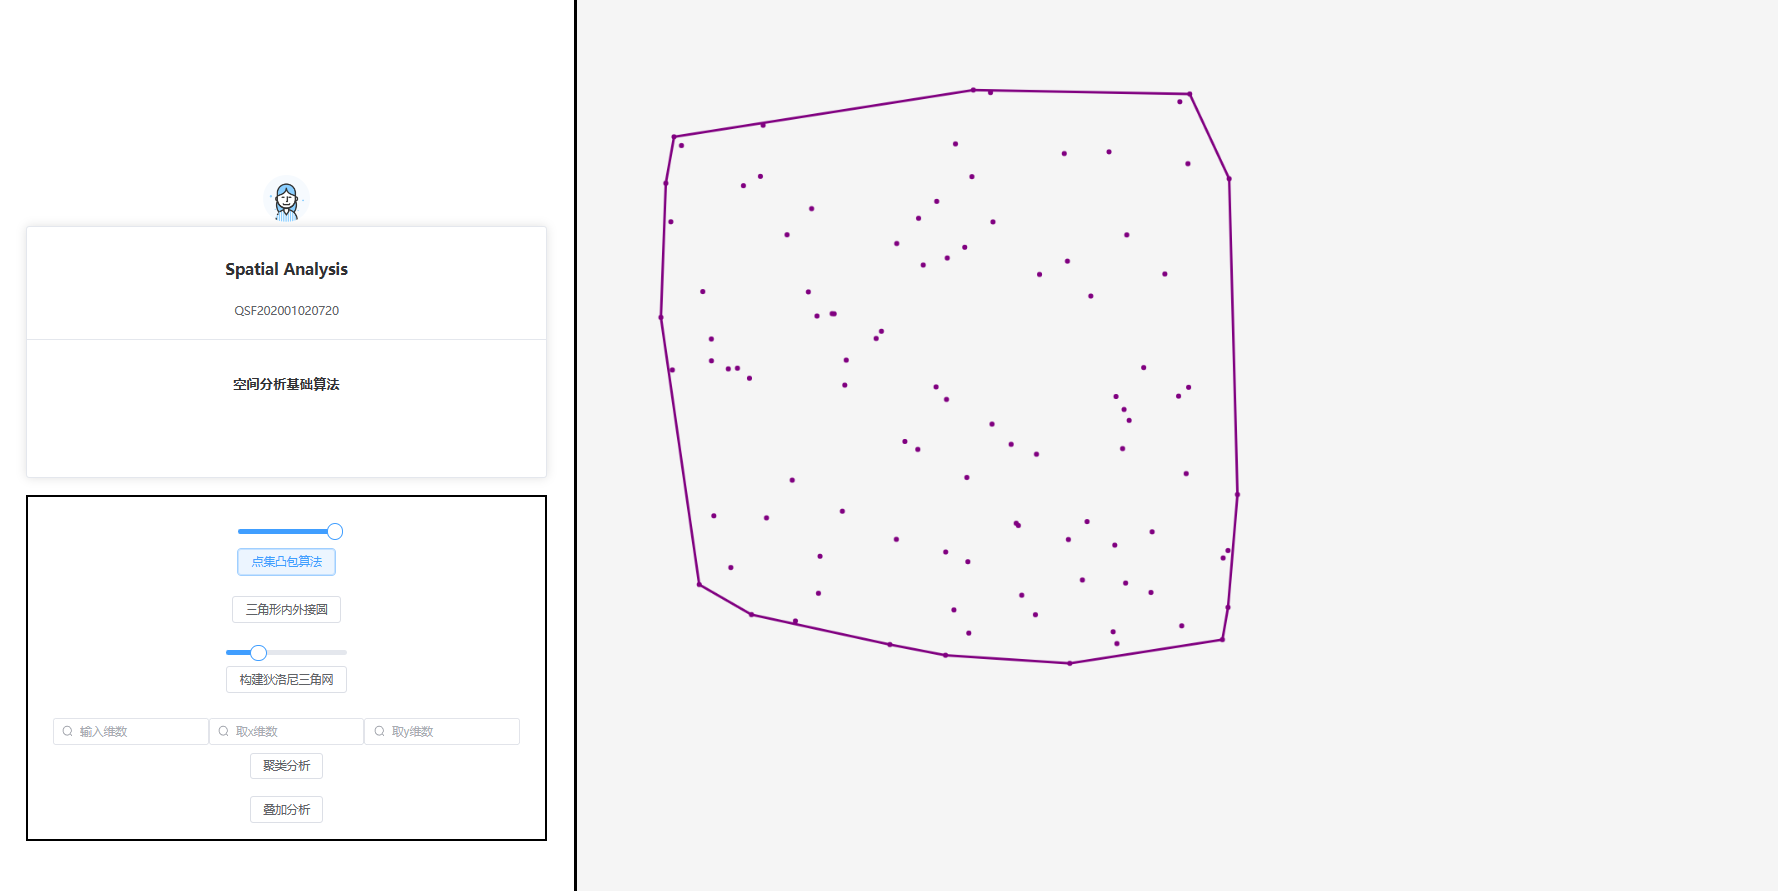 Spatial Analysis
QSF202001020720
空间分析基础算法
点集凸包算法
三角形内外接圆
构建狄洛尼三角网
输入维数 取x维数 取y维数
聚类分析
叠加分析